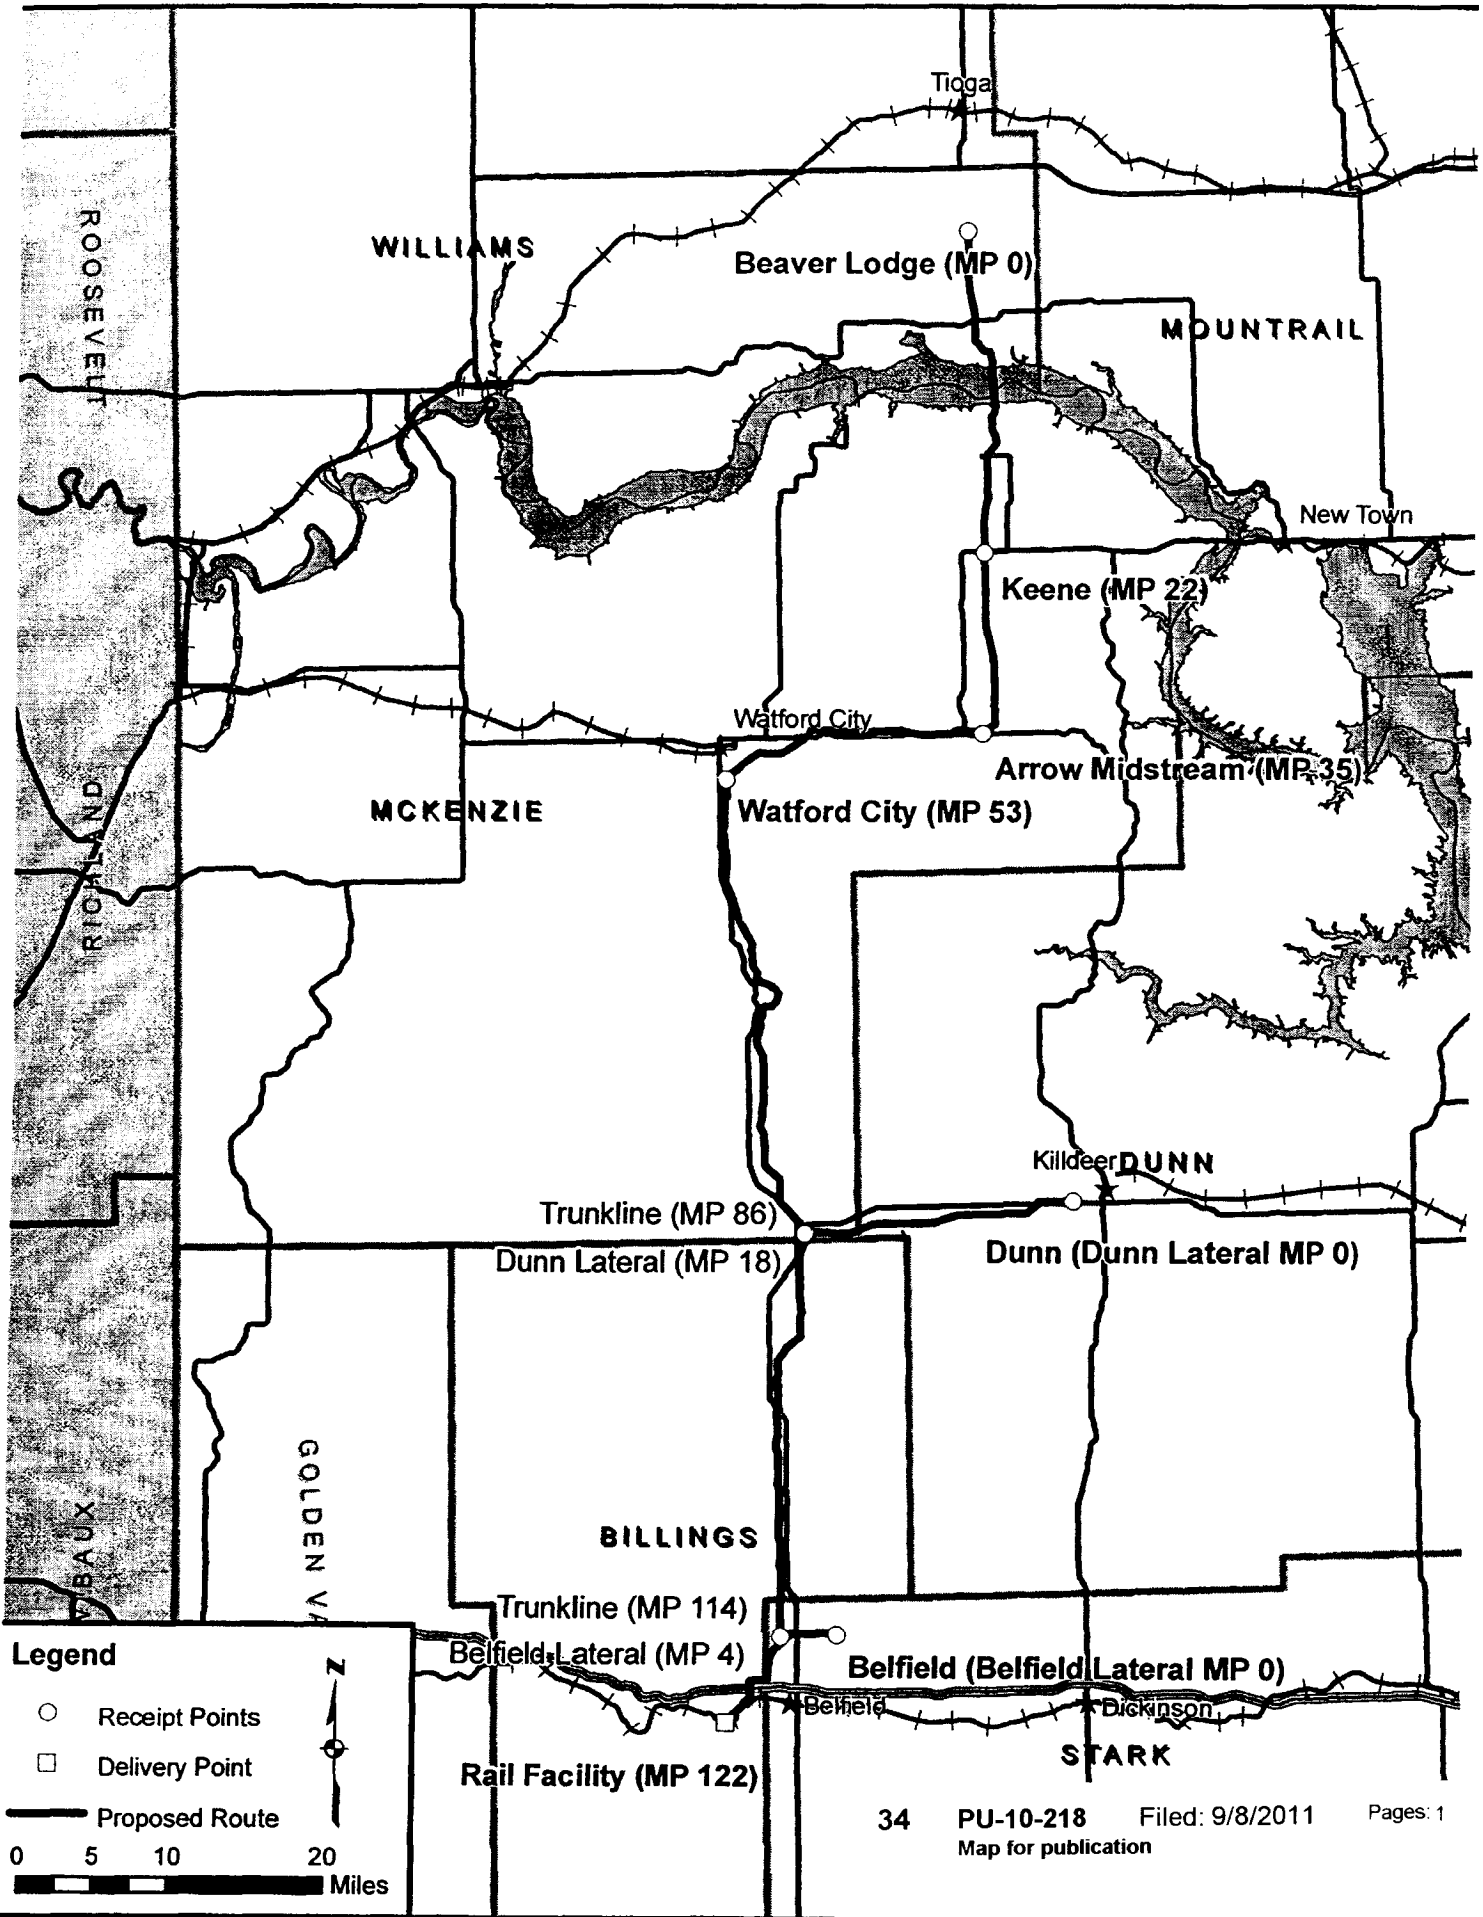 Tioga
ROOSEVELT
WILLIAMS
Beaver Lodge (MP 0)
MOUNTRAIL
New Town
Keene (MP 22)
Watford City
Arrow Midstream (MP 35)
RICHLAND
MCKENZIE
Watford City (MP 53)
Killdeer
DUNN
Trunkline (MP 86)
Dunn Lateral (MP 18)
Dunn (Dunn Lateral MP 0)
GOLDEN VA
WIBAUX
BILLINGS
Trunkline (MP 114)
Belfield Lateral (MP 4)
Belfield (Belfield Lateral MP 0)
Belfield
Dickinson
STARK
Rail Facility (MP 122)
Legend
N
Receipt Points
Delivery Point
Proposed Route
0 5 10 20
Miles
34 PU-10-218 Filed: 9/8/2011 Pages: 1
Map for publication